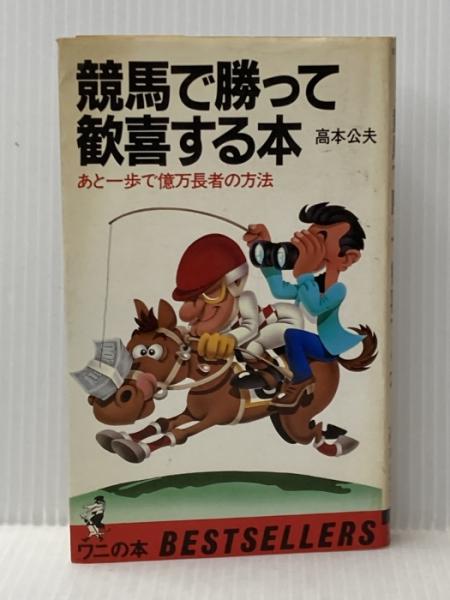 競馬で勝って
歓喜する本
高本公夫
あと一歩で億万長者の方法
ワニの本 BESTSELLERS